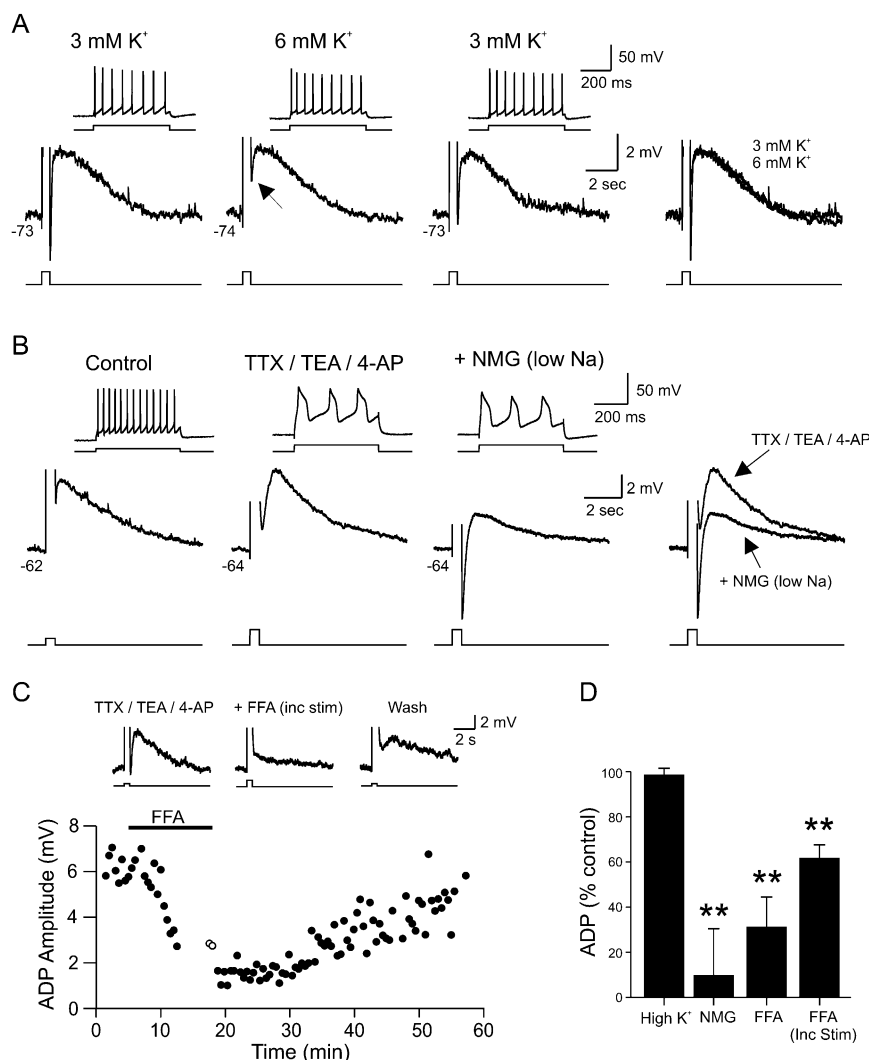 A
3 mM K⁺
6 mM K⁺
3 mM K⁺
50 mV
200 ms
2 mV
2 sec
3 mM K⁺
6 mM K⁺
-73
-74
-73
B
Control
TTX / TEA / 4-AP
+ NMG (low Na)
50 mV
200 ms
TTX / TEA / 4-AP
2 mV
2 sec
-62
-64
-64
+ NMG (low Na)
C
TTX / TEA / 4-AP
+ FFA (inc stim)
Wash
2 mV
2 s
FFA
8
6
4
2
0
ADP Amplitude (mV)
0 10 20 30 40 50 60
Time (min)
D
100
80
60
40
20
0
ADP (% control)
**
**
**
High K⁺ NMG FFA FFA
(Inc Stim)